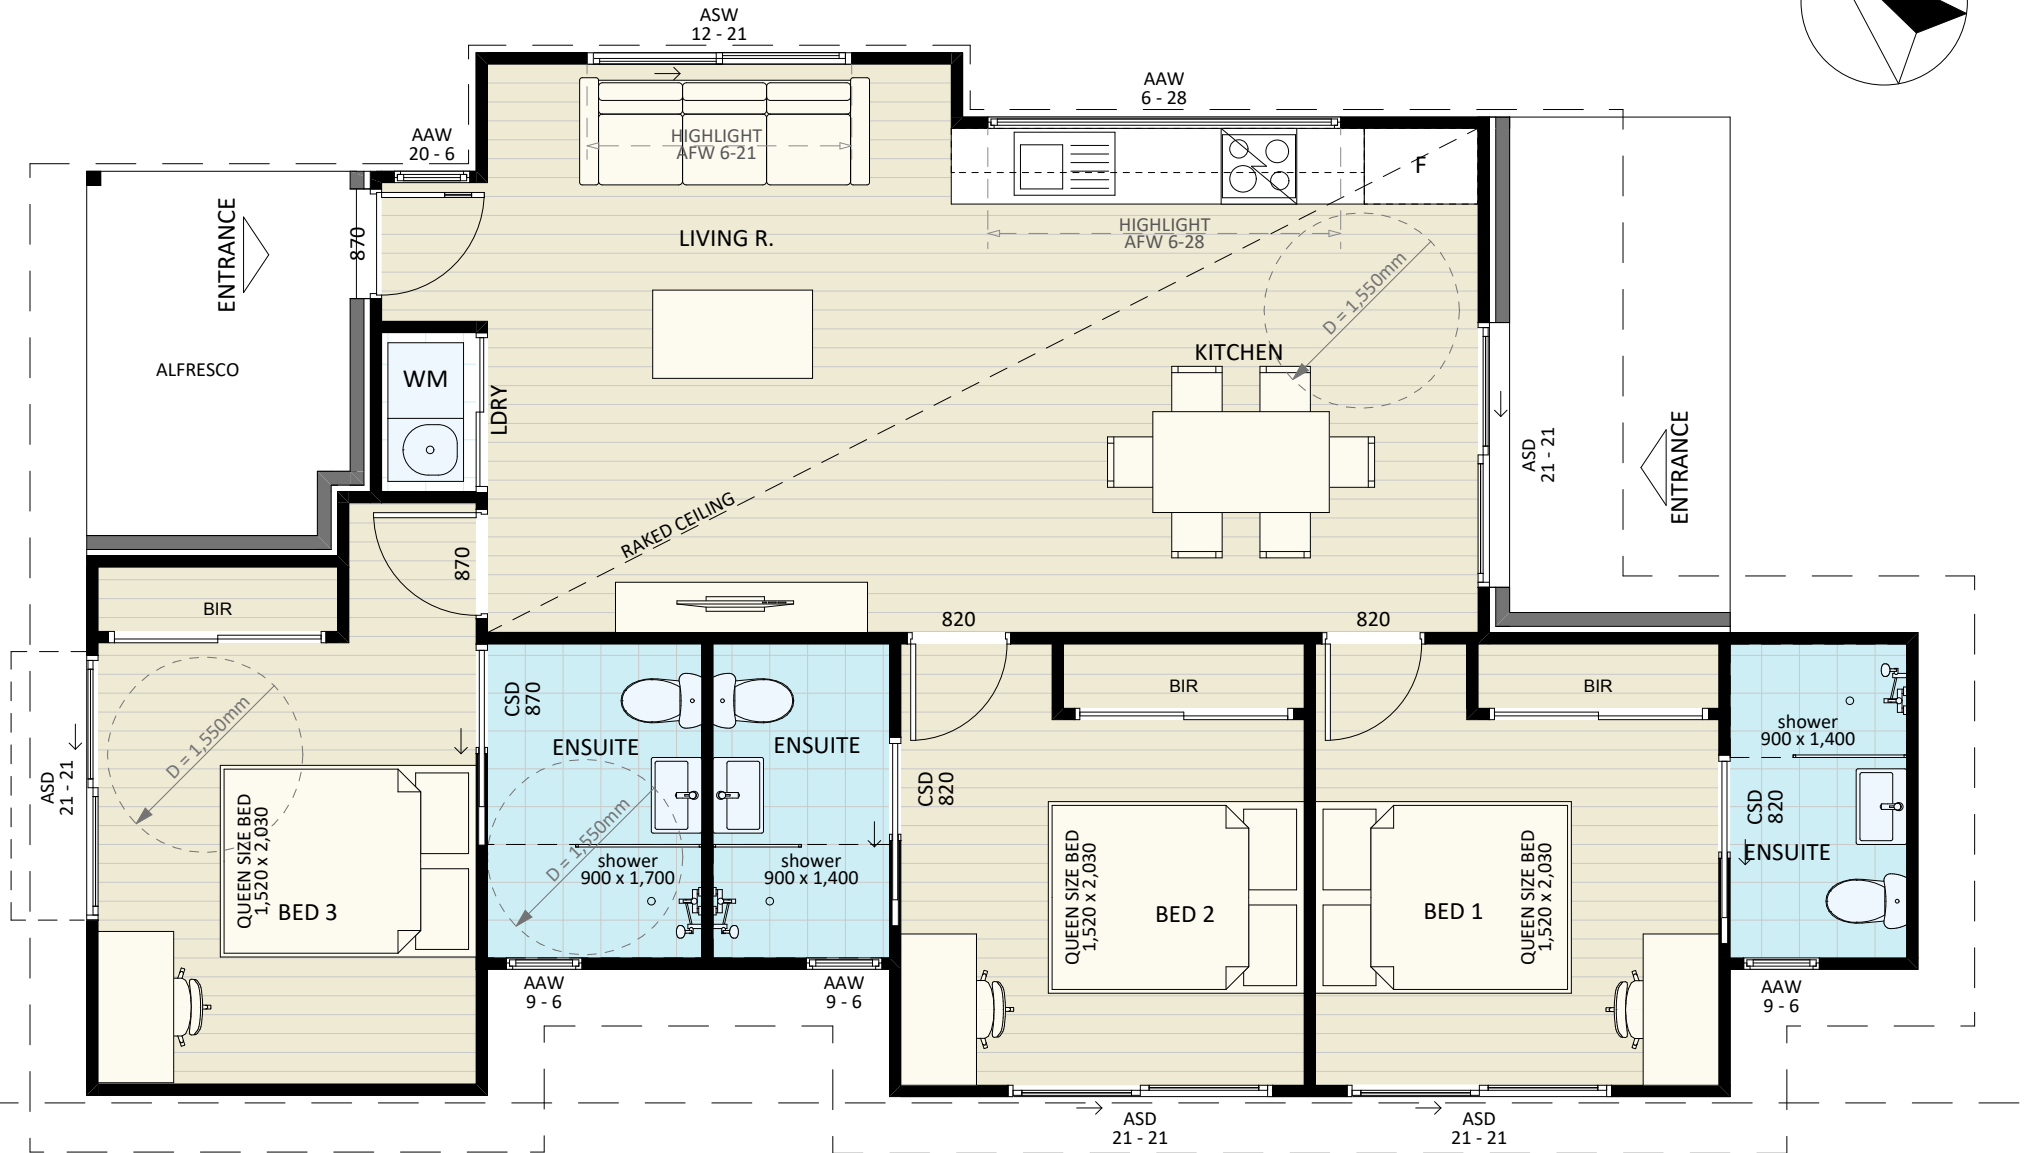 ASW
12 - 21
AAW
6 - 28
AAW
20 - 6
HIGHLIGHT
AFW 6-21
F
ENTRANCE
870
LIVING R.
HIGHLIGHT
AFW 6-28
D = 1,550mm
KITCHEN
ALFRESCO
WM
LDRY
ASD
21 - 21
ENTRANCE
RAKED CEILING
870
BIR
820
820
CSD
870
BIR
BIR
shower
900 x 1,400
ENSUITE
ENSUITE
D = 1,550mm
ASD
21 - 21
CSD
820
CSD
820
ENSUITE
D = 1,550mm
shower
900 x 1,700
shower
900 x 1,400
QUEEN SIZE BED
1,520 x 2,030
BED 3
QUEEN SIZE BED
1,520 x 2,030
BED 2
BED 1
QUEEN SIZE BED
1,520 x 2,030
AAW
9 - 6
AAW
9 - 6
AAW
9 - 6
ASD
21 - 21
ASD
21 - 21